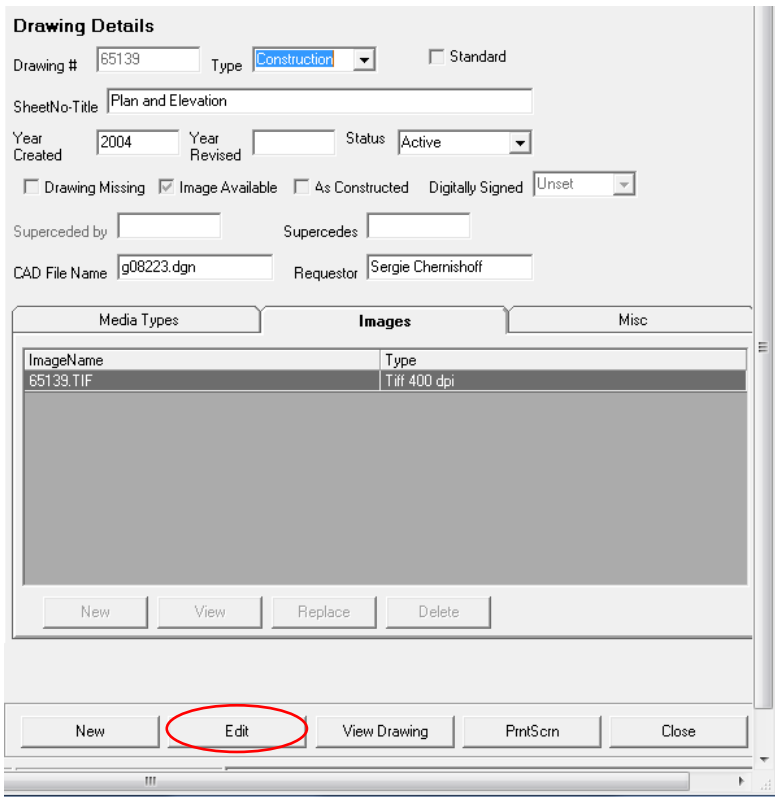 Drawing Details
Drawing # 65139 Type Construction Standard
SheetNo-Title Plan and Elevation
Year Created 2004 Year Revised Status Active
Drawing Missing Image Available As Constructed Digitally Signed Unset
Superceded by Supercedes
CAD File Name g08223.dgn Requestor Sergie Chernishoff
Media Types Images Misc
ImageName Type
65139.TIF Tiff 400 dpi
New View Replace Delete
New Edit View Drawing PrntScrn Close